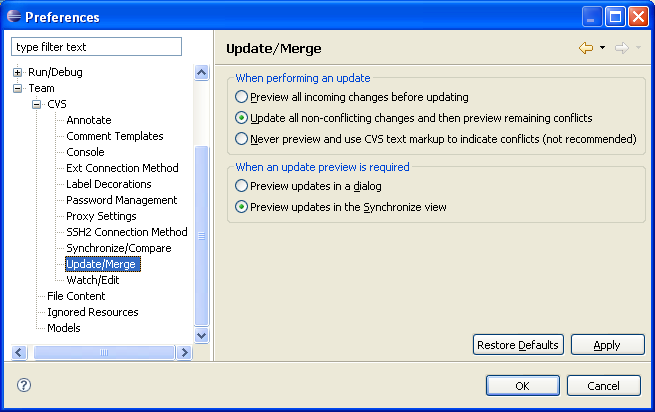 Preferences
type filter text
Run/Debug
Team
CVS
Annotate
Comment Templates
Console
Ext Connection Method
Label Decorations
Password Management
Proxy Settings
SSH2 Connection Method
Synchronize/Compare
Update/Merge
Watch/Edit
File Content
Ignored Resources
Models
Update/Merge
When performing an update
Preview all incoming changes before updating
Update all non-conflicting changes and then preview remaining conflicts
Never preview and use CVS text markup to indicate conflicts (not recommended)
When an update preview is required
Preview updates in a dialog
Preview updates in the Synchronize view
Restore Defaults
Apply
?
OK
Cancel